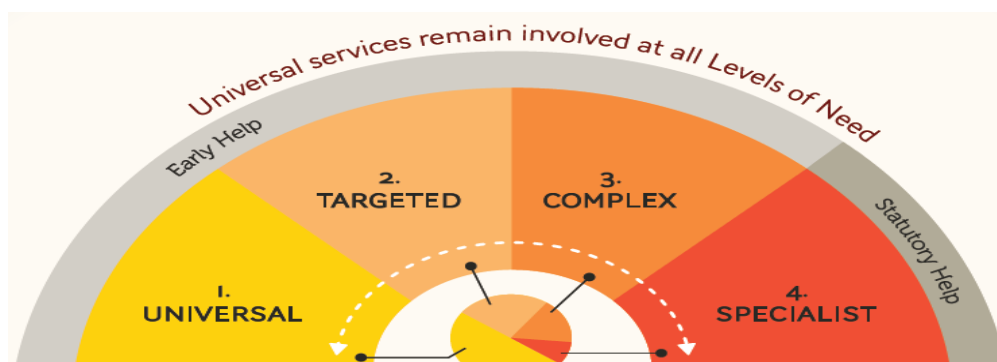 Universal services remain involved at all Levels of Need
Early Help
2.
TARGETED
3.
COMPLEX
Statutory Help
1.
UNIVERSAL
4.
SPECIALIST